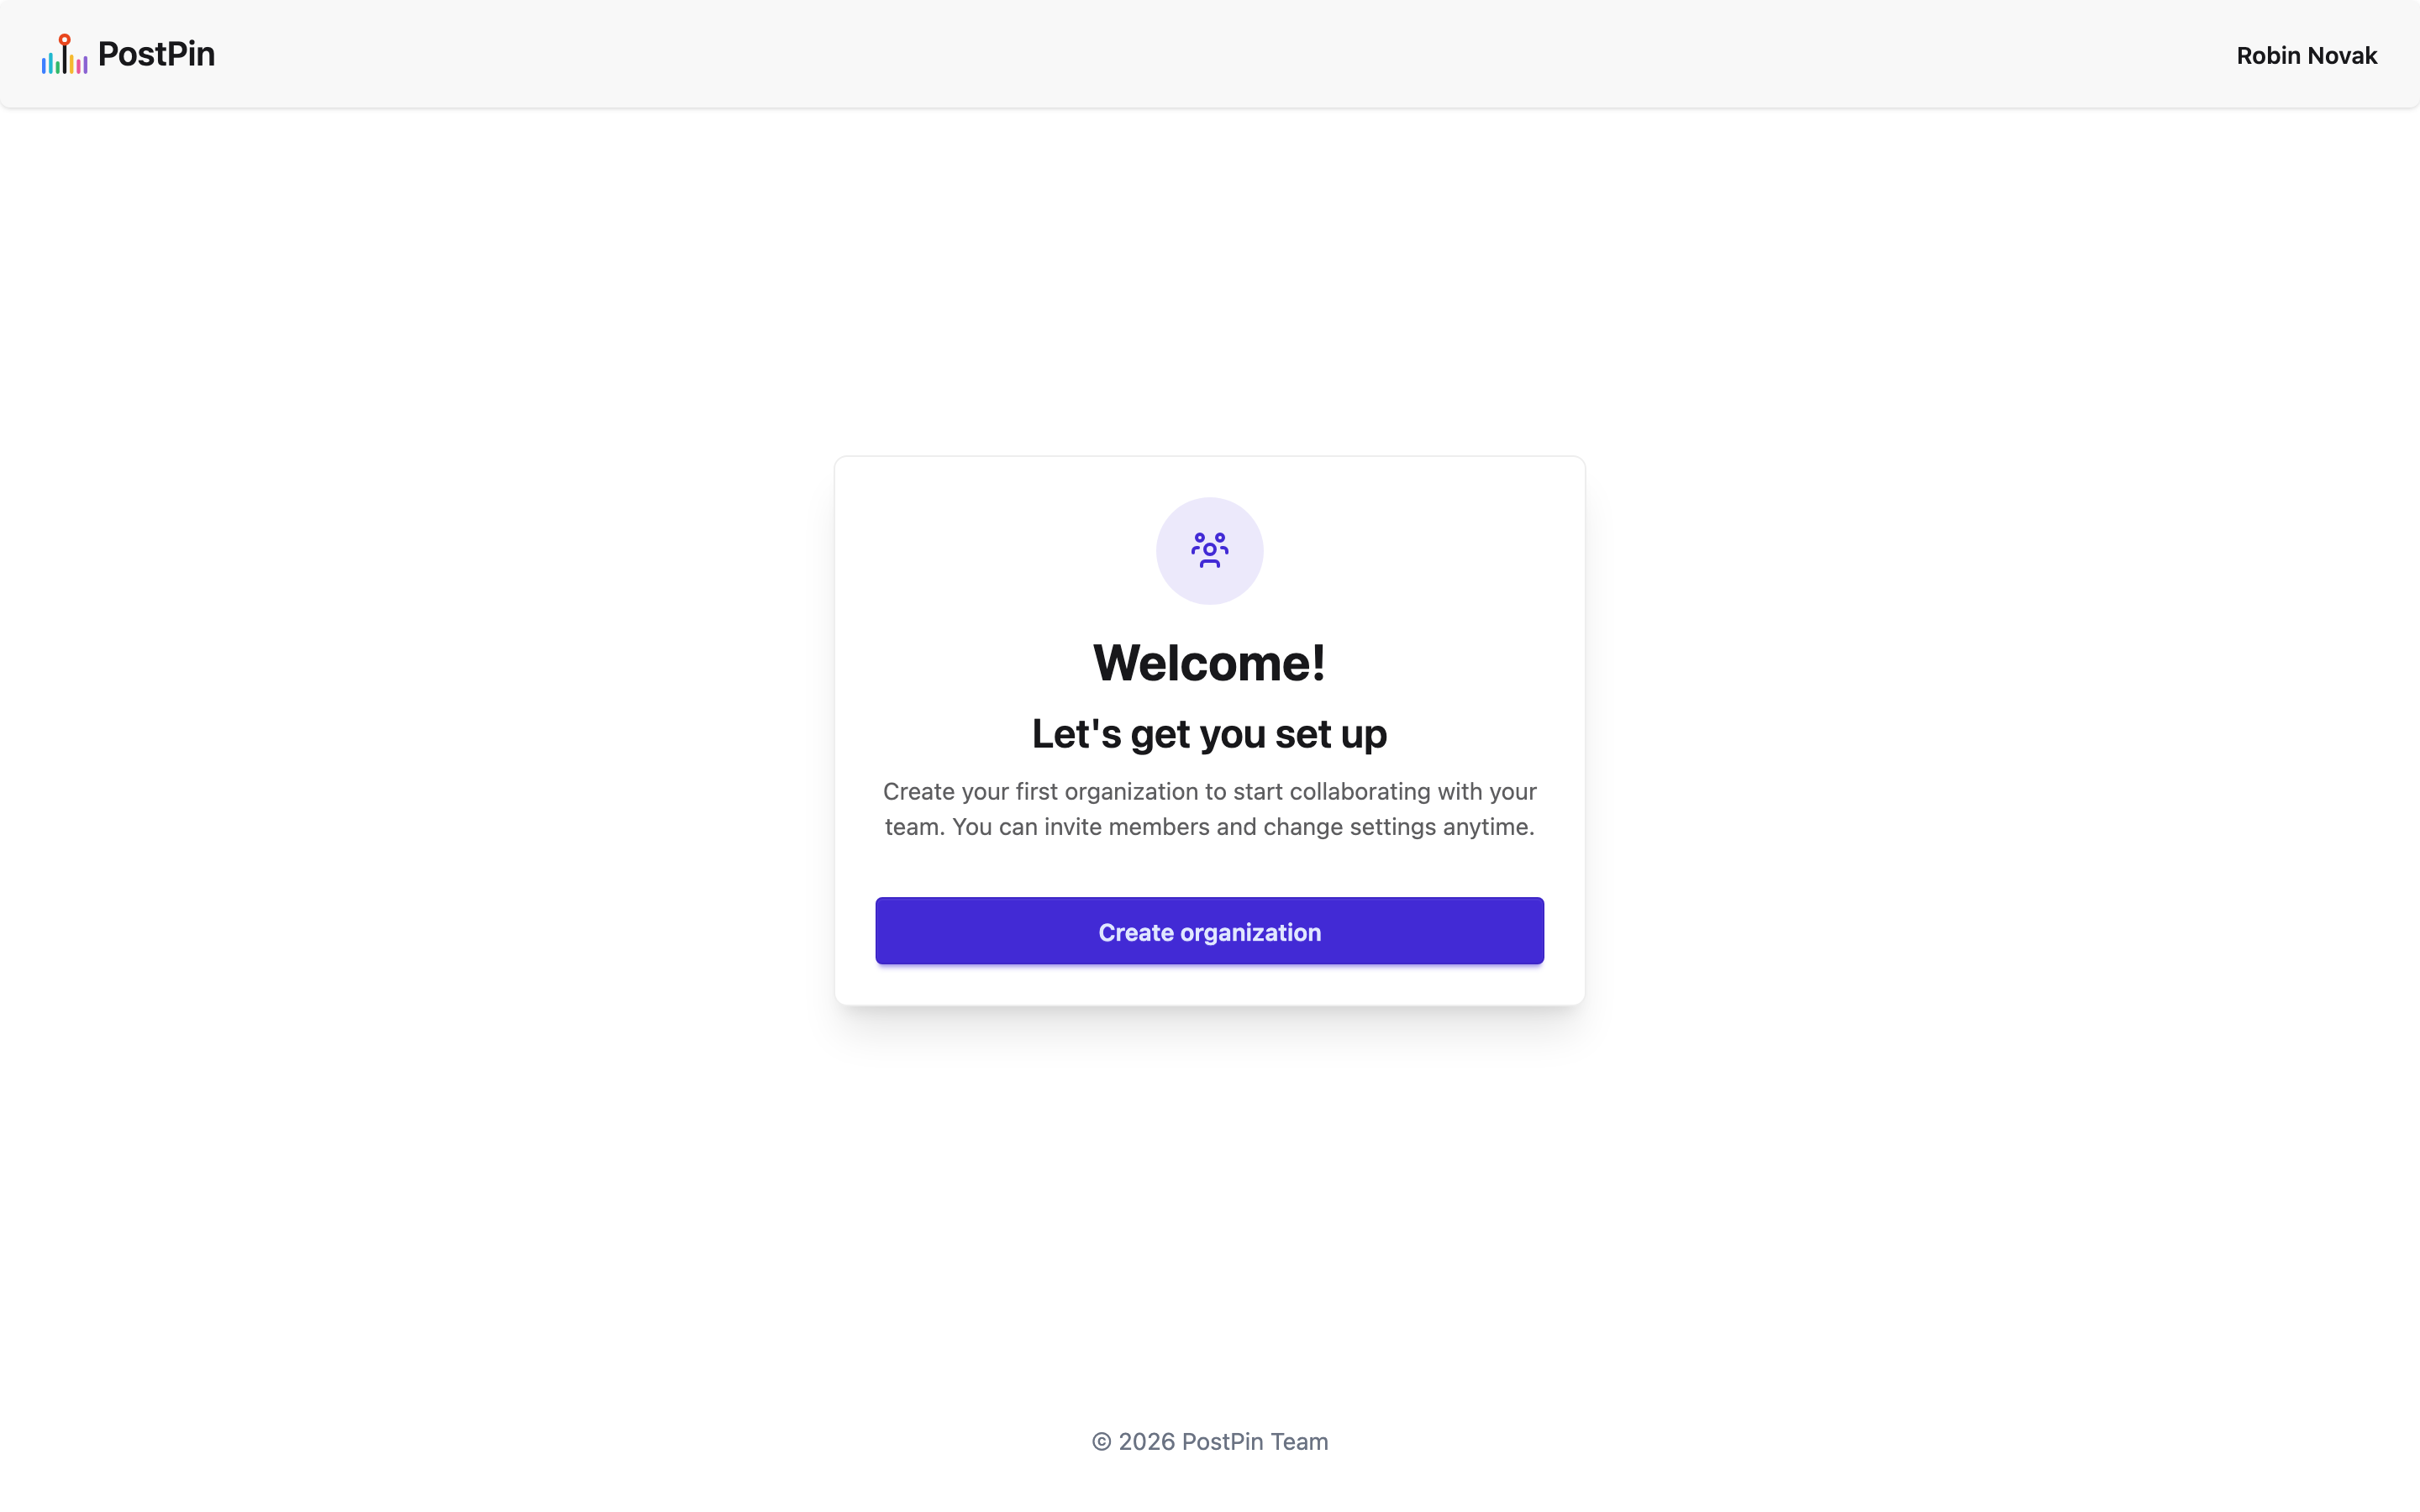 PostPin
Robin Novak
Welcome!
Let's get you set up
Create your first organization to start collaborating with your
team. You can invite members and change settings anytime.
Create organization
© 2026 PostPin Team